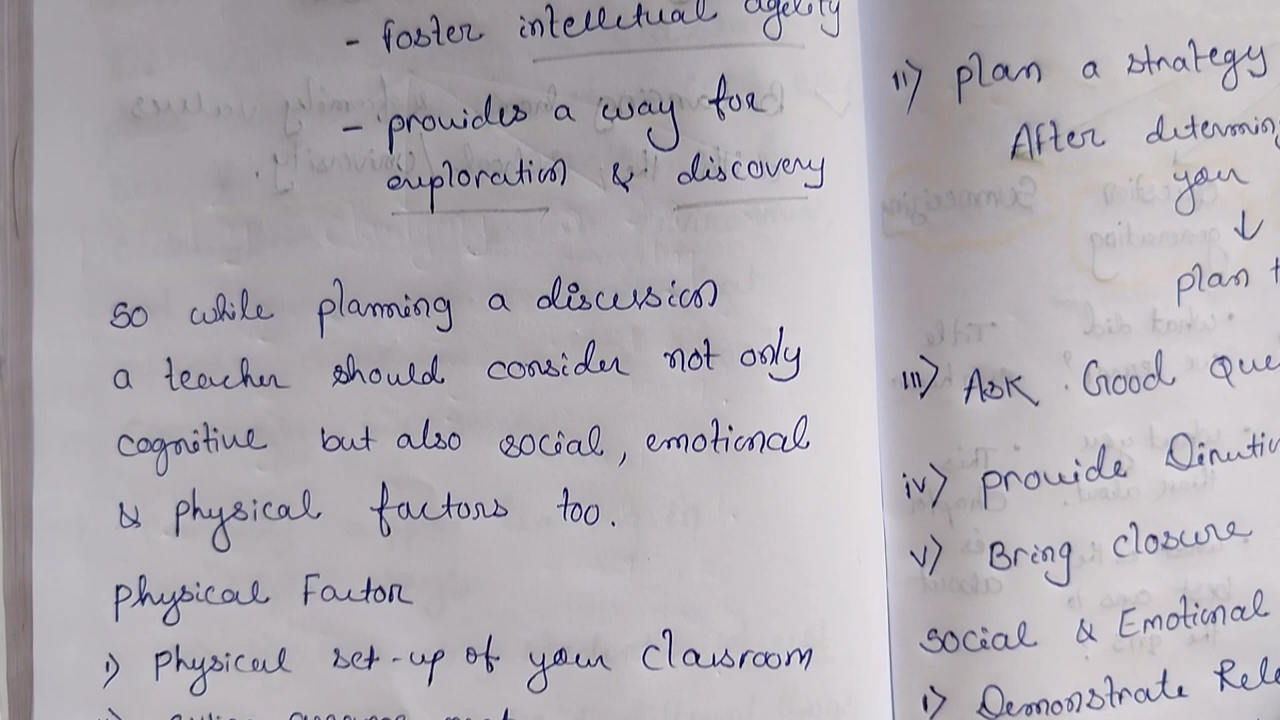 - foster intellectual agelity
- provides a way for
exploration & discovery
so while planning a discussion
a teacher should consider not only
cognitive but also social, emotional
& physical factors too.
Physical Factor
i) Physical set-up of your classroom
ii) plan a strategy
After
you
↓
plan
iii) Ask Good
iv) provide
v) Bring closure
social & Emotional
i) Demonstrate